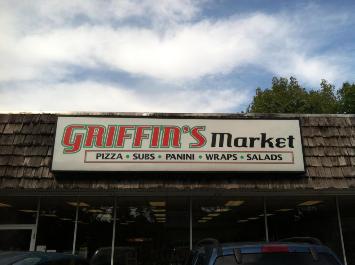 GRIFFIN'S Market
PIZZA • SUBS • PANINI • WRAPS • SALADS